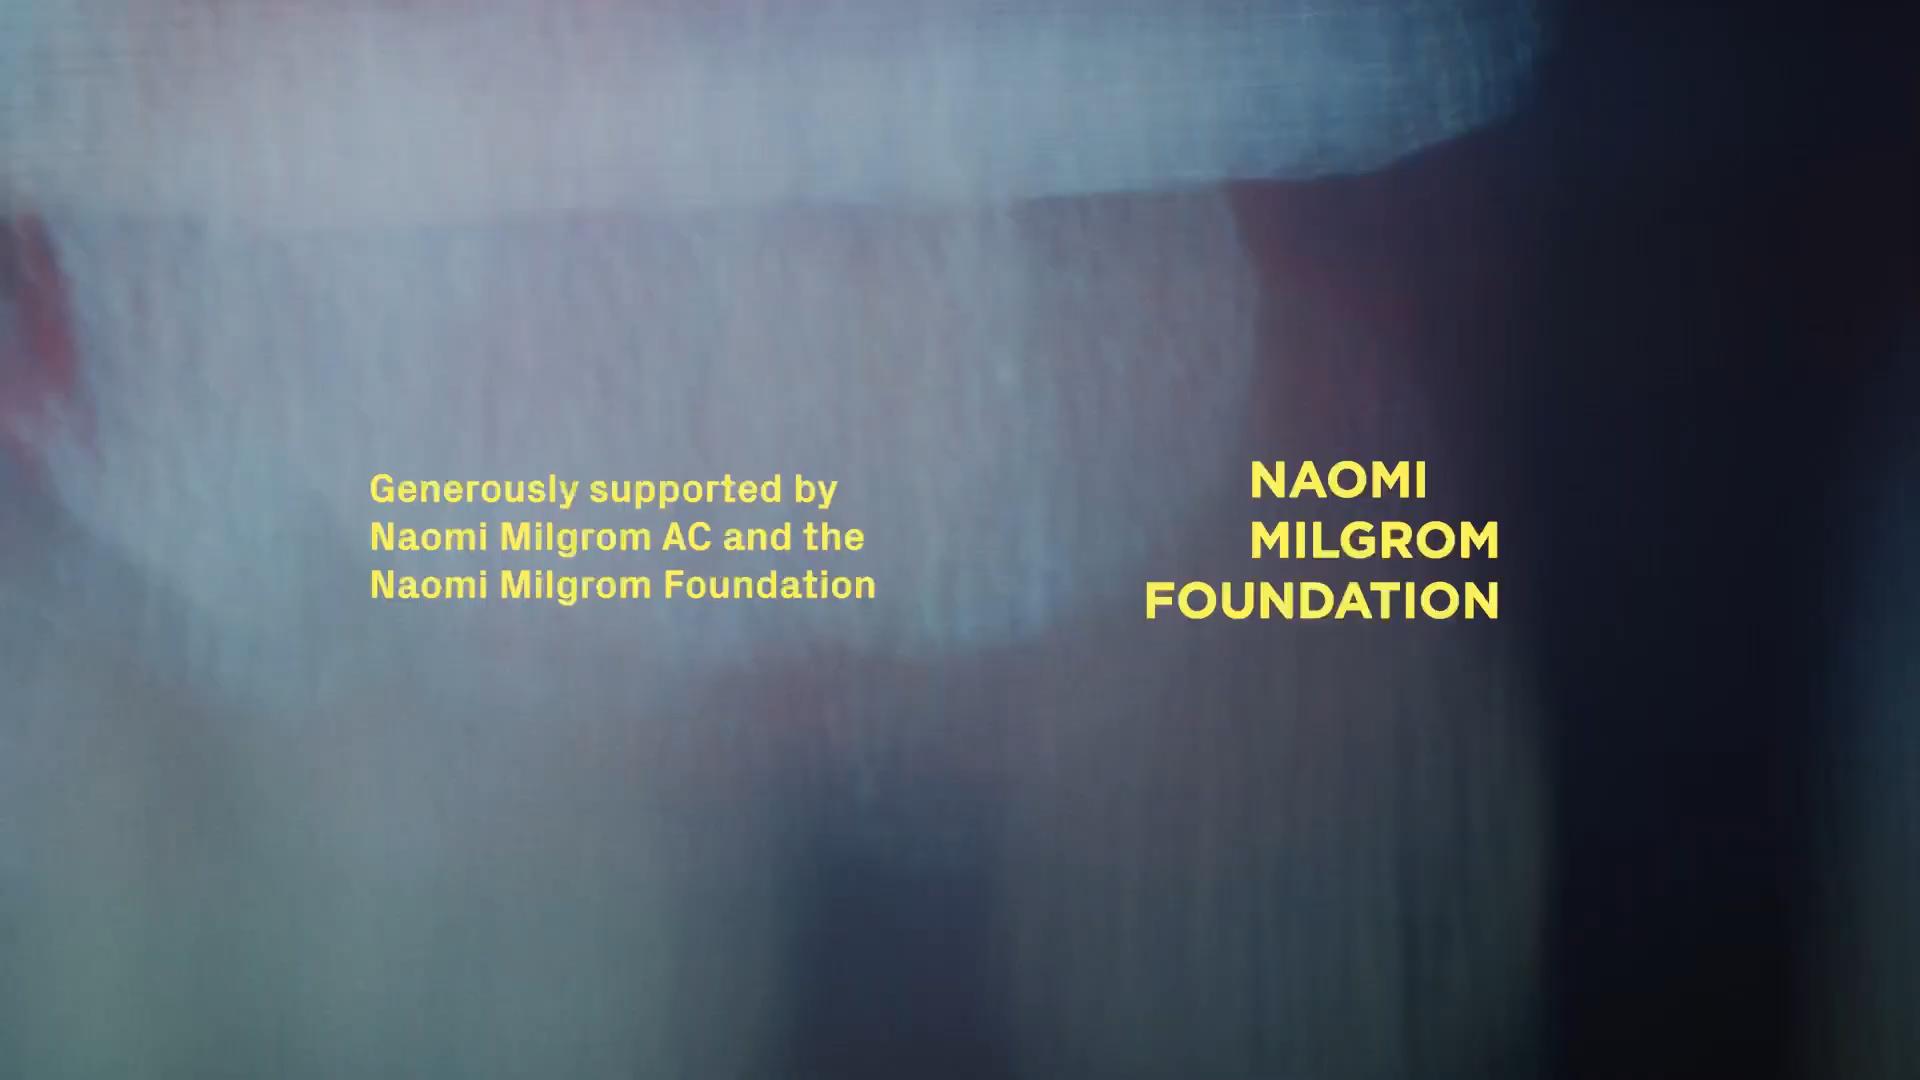 Generously supported by
Naomi Milgrom AC and the
Naomi Milgrom Foundation
NAOMI
MILGROM
FOUNDATION